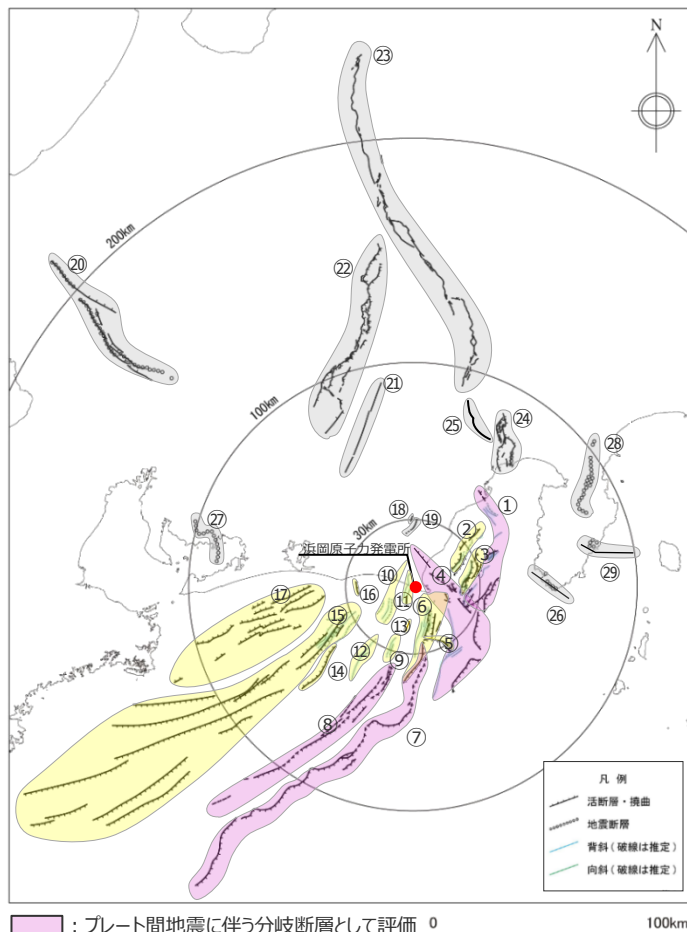 N
㉓
200km
⑳
㉒
㉑
100km
㉕
㉔
㉘
①
⑱
⑲
㉗
30km
②
浜岡原子力発電所
③
㉙
④
⑩
⑰
⑯
⑪
㉖
⑥
⑮
⑬
⑤
⑫
⑨
⑭
⑧
⑦
凡例
活断層・撓曲
地震断層
背斜(破線は推定)
向斜(破線は推定)
:プレート間地震に伴う分岐断層として評価
0 100km